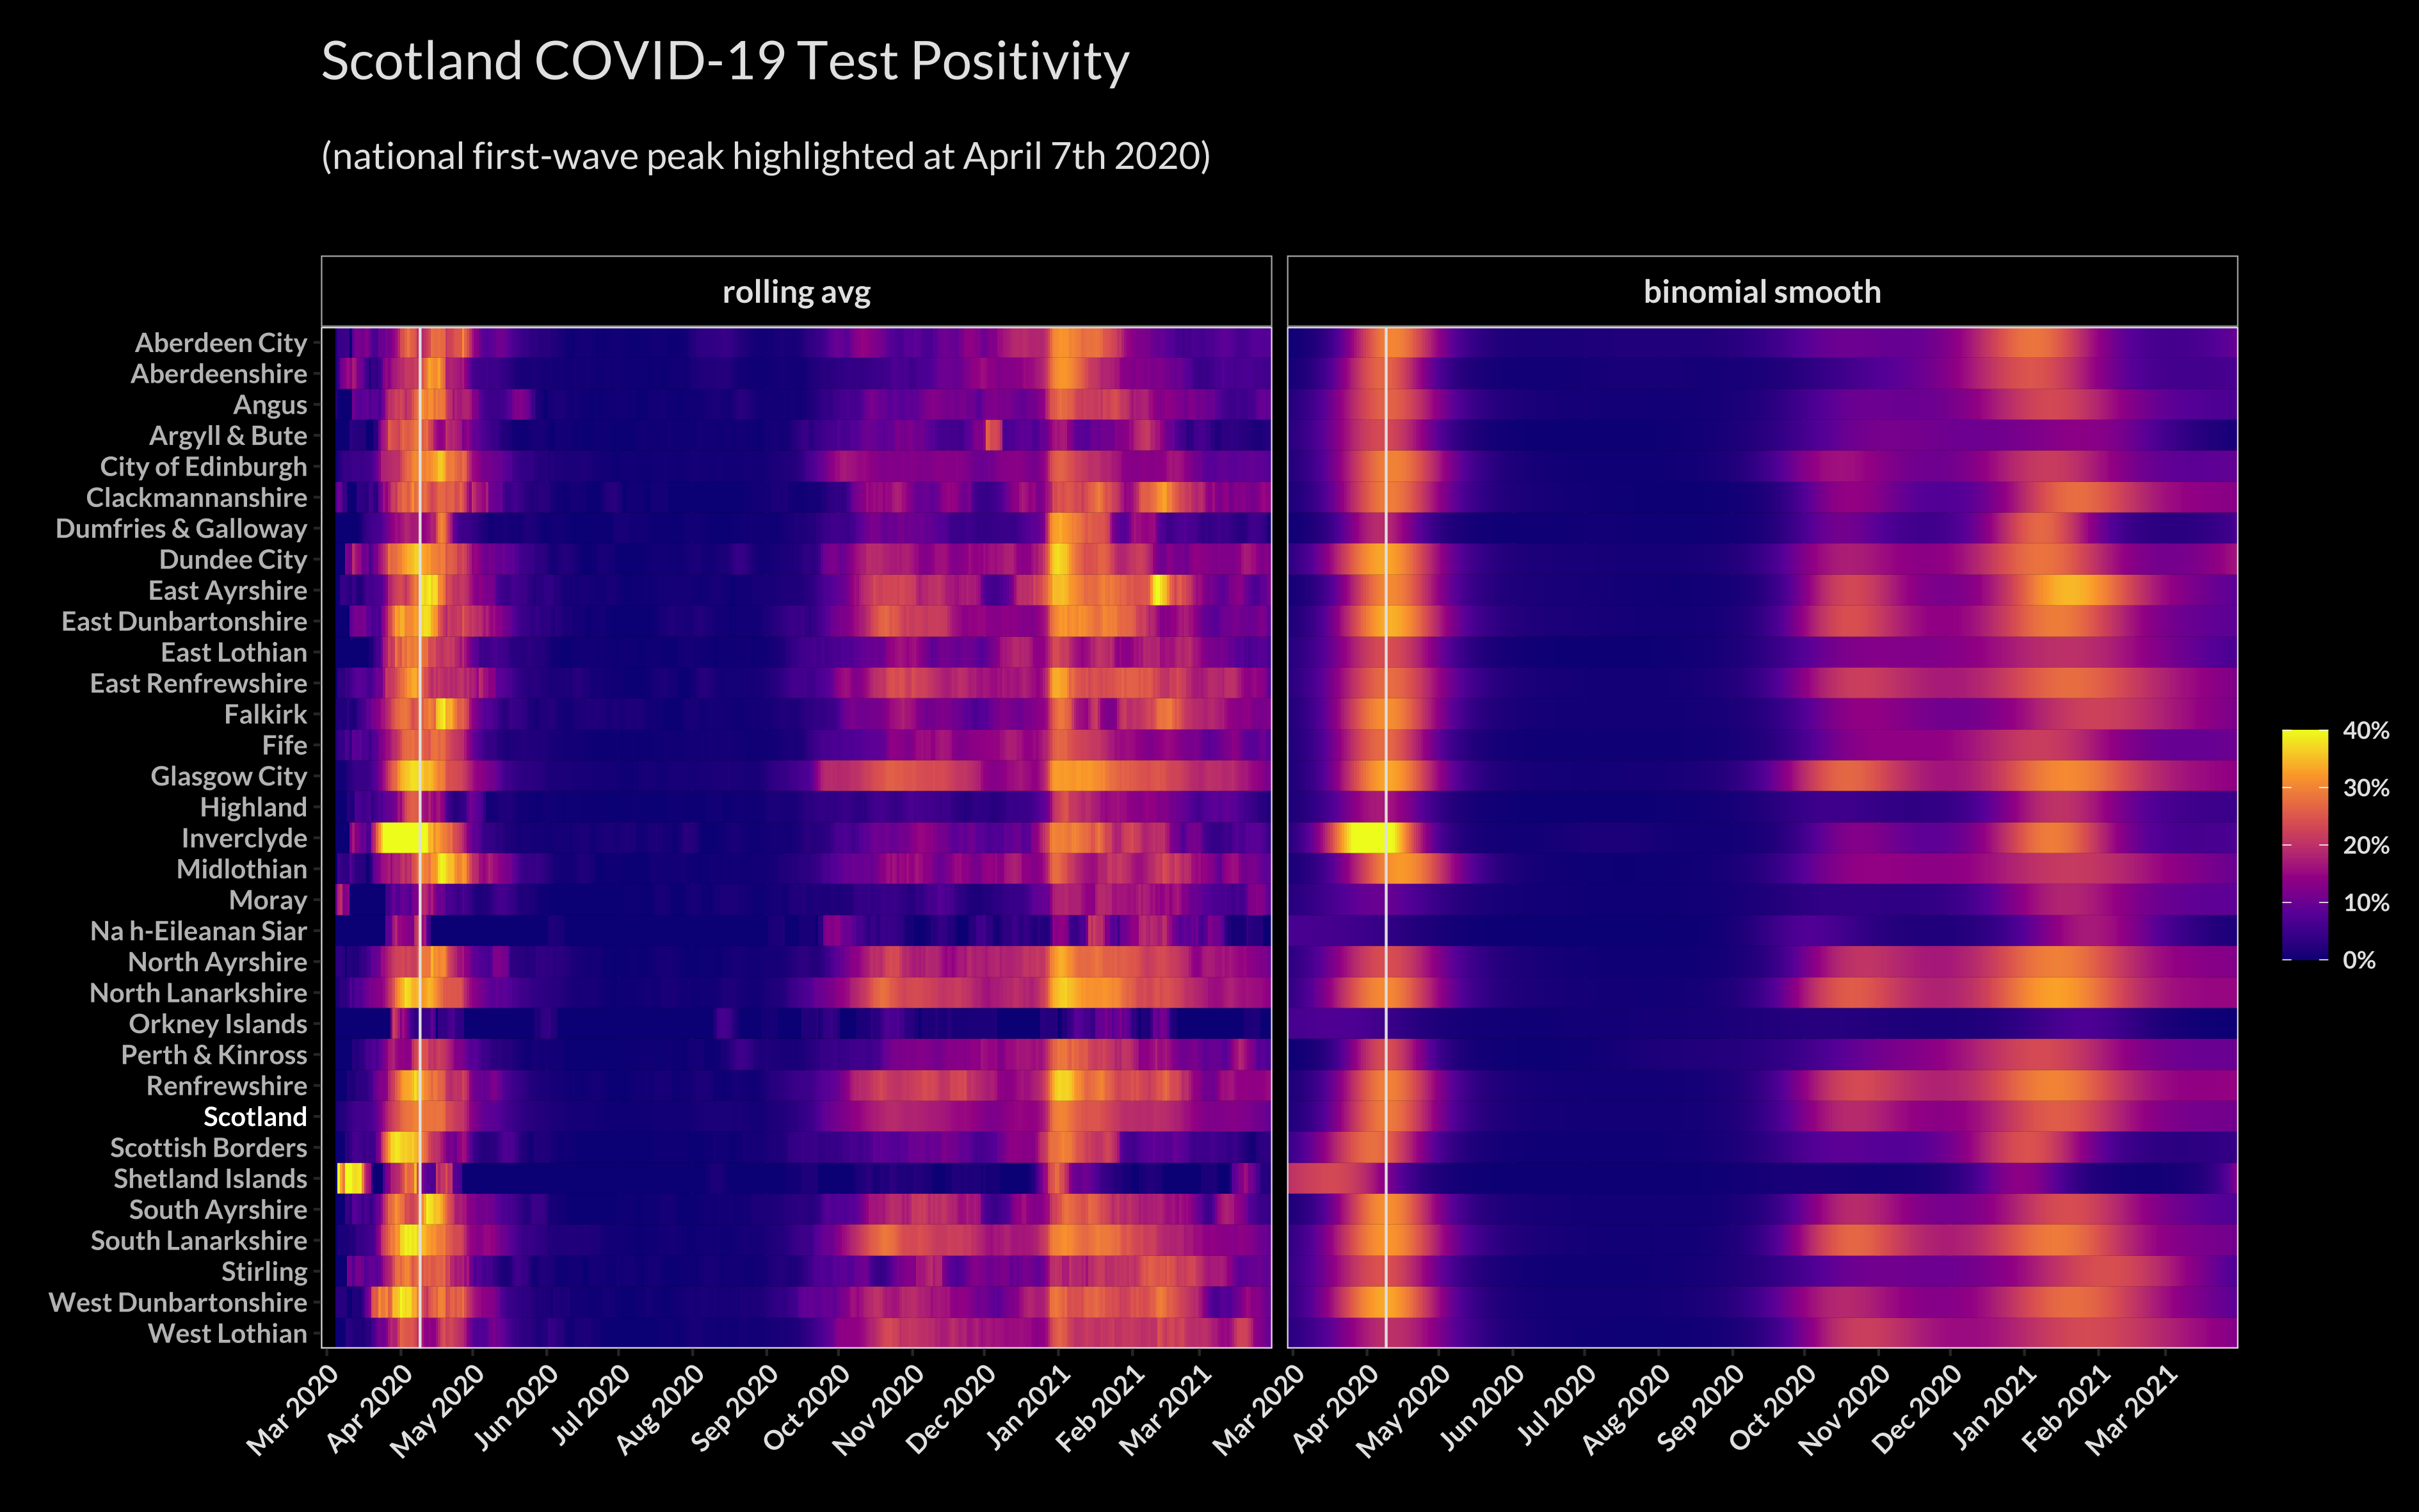 Scotland COVID-19 Test Positivity
(national first-wave peak highlighted at April 7th 2020)
rolling avg
binomial smooth
Aberdeen City
Aberdeenshire
Angus
Argyll & Bute
City of Edinburgh
Clackmannanshire
Dumfries & Galloway
Dundee City
East Ayrshire
East Dunbartonshire
East Lothian
East Renfrewshire
Falkirk
Fife
Glasgow City
Highland
Inverclyde
Midlothian
Moray
Na h-Eileanan Siar
North Ayrshire
North Lanarkshire
Orkney Islands
Perth & Kinross
Renfrewshire
Scotland
Scottish Borders
Shetland Islands
South Ayrshire
South Lanarkshire
Stirling
West Dunbartonshire
West Lothian
Mar 2020
Apr 2020
May 2020
Jun 2020
Jul 2020
Aug 2020
Sep 2020
Oct 2020
Nov 2020
Dec 2020
Jan 2021
Feb 2021
Mar 2021
Mar 2020
Apr 2020
May 2020
Jun 2020
Jul 2020
Aug 2020
Sep 2020
Oct 2020
Nov 2020
Dec 2020
Jan 2021
Feb 2021
Mar 2021
40%
30%
20%
10%
0%